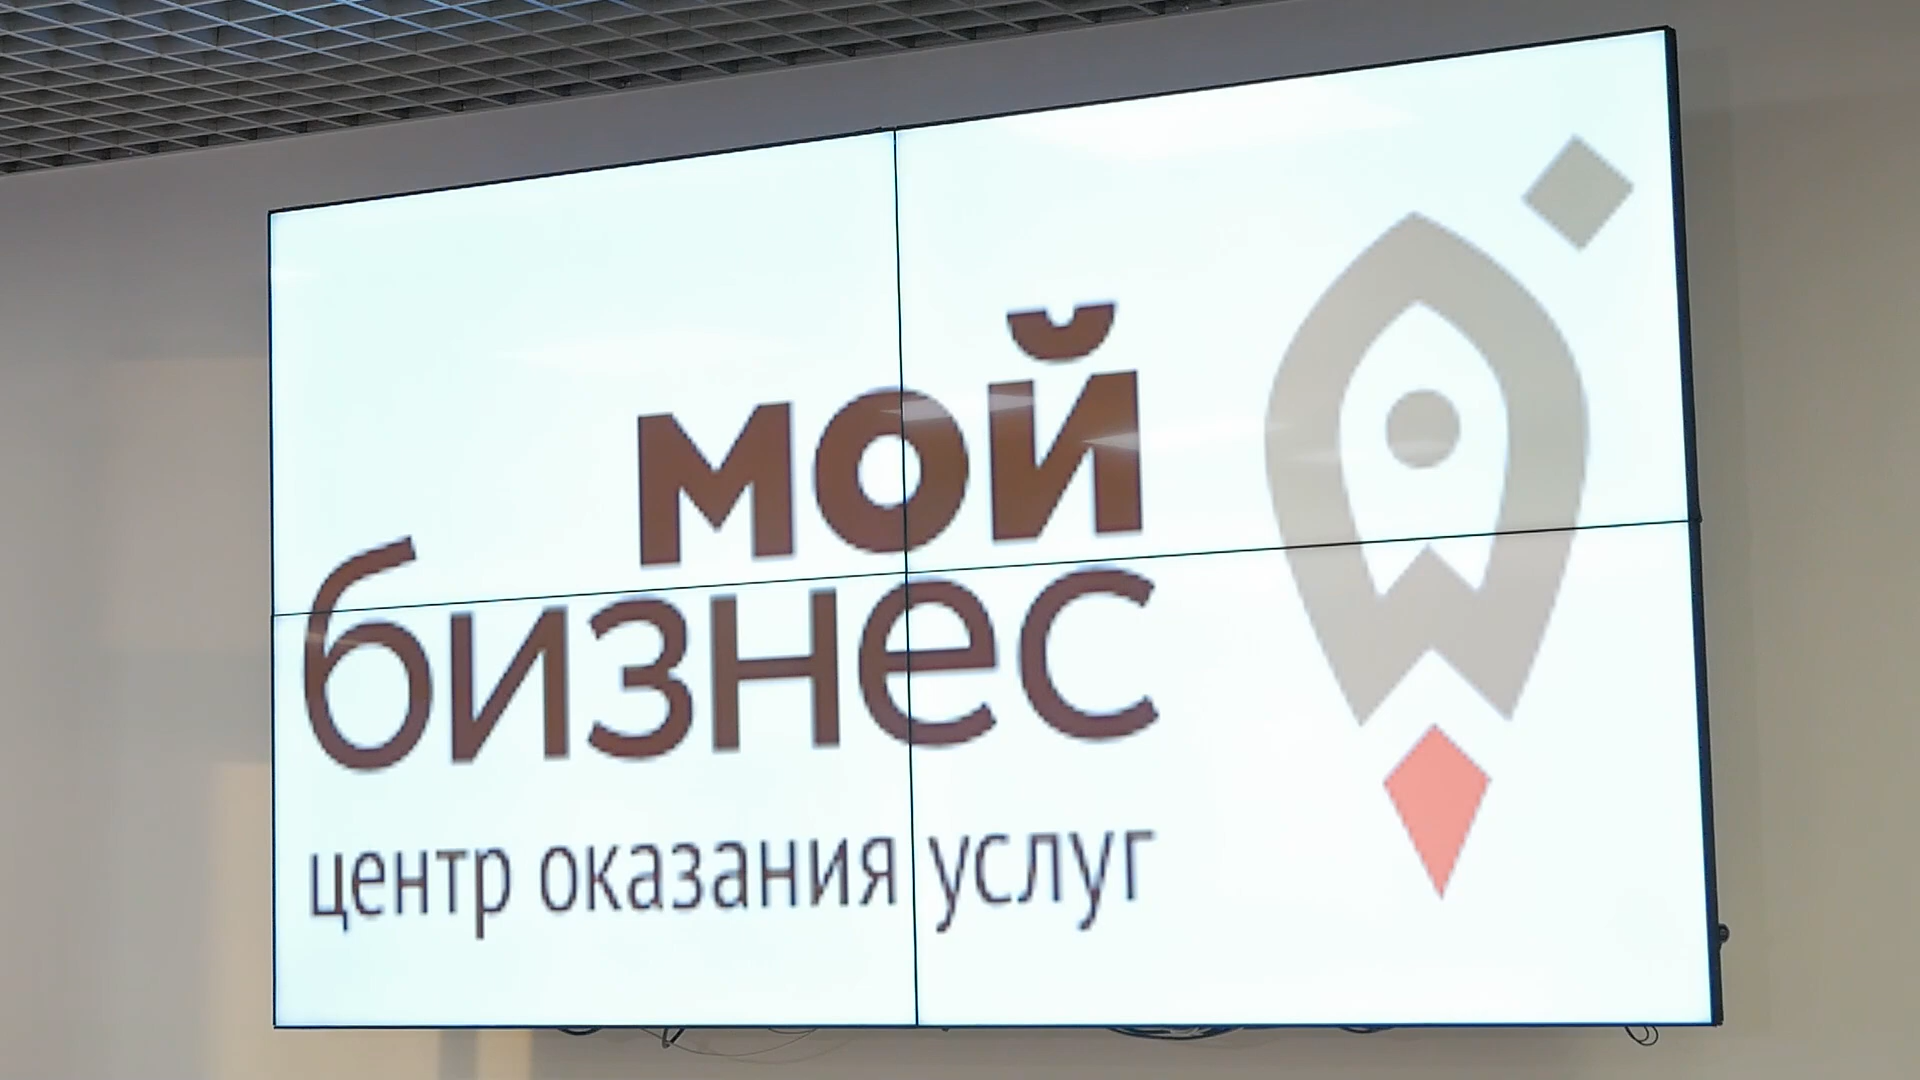 мой
бизнес
центр оказания услуг